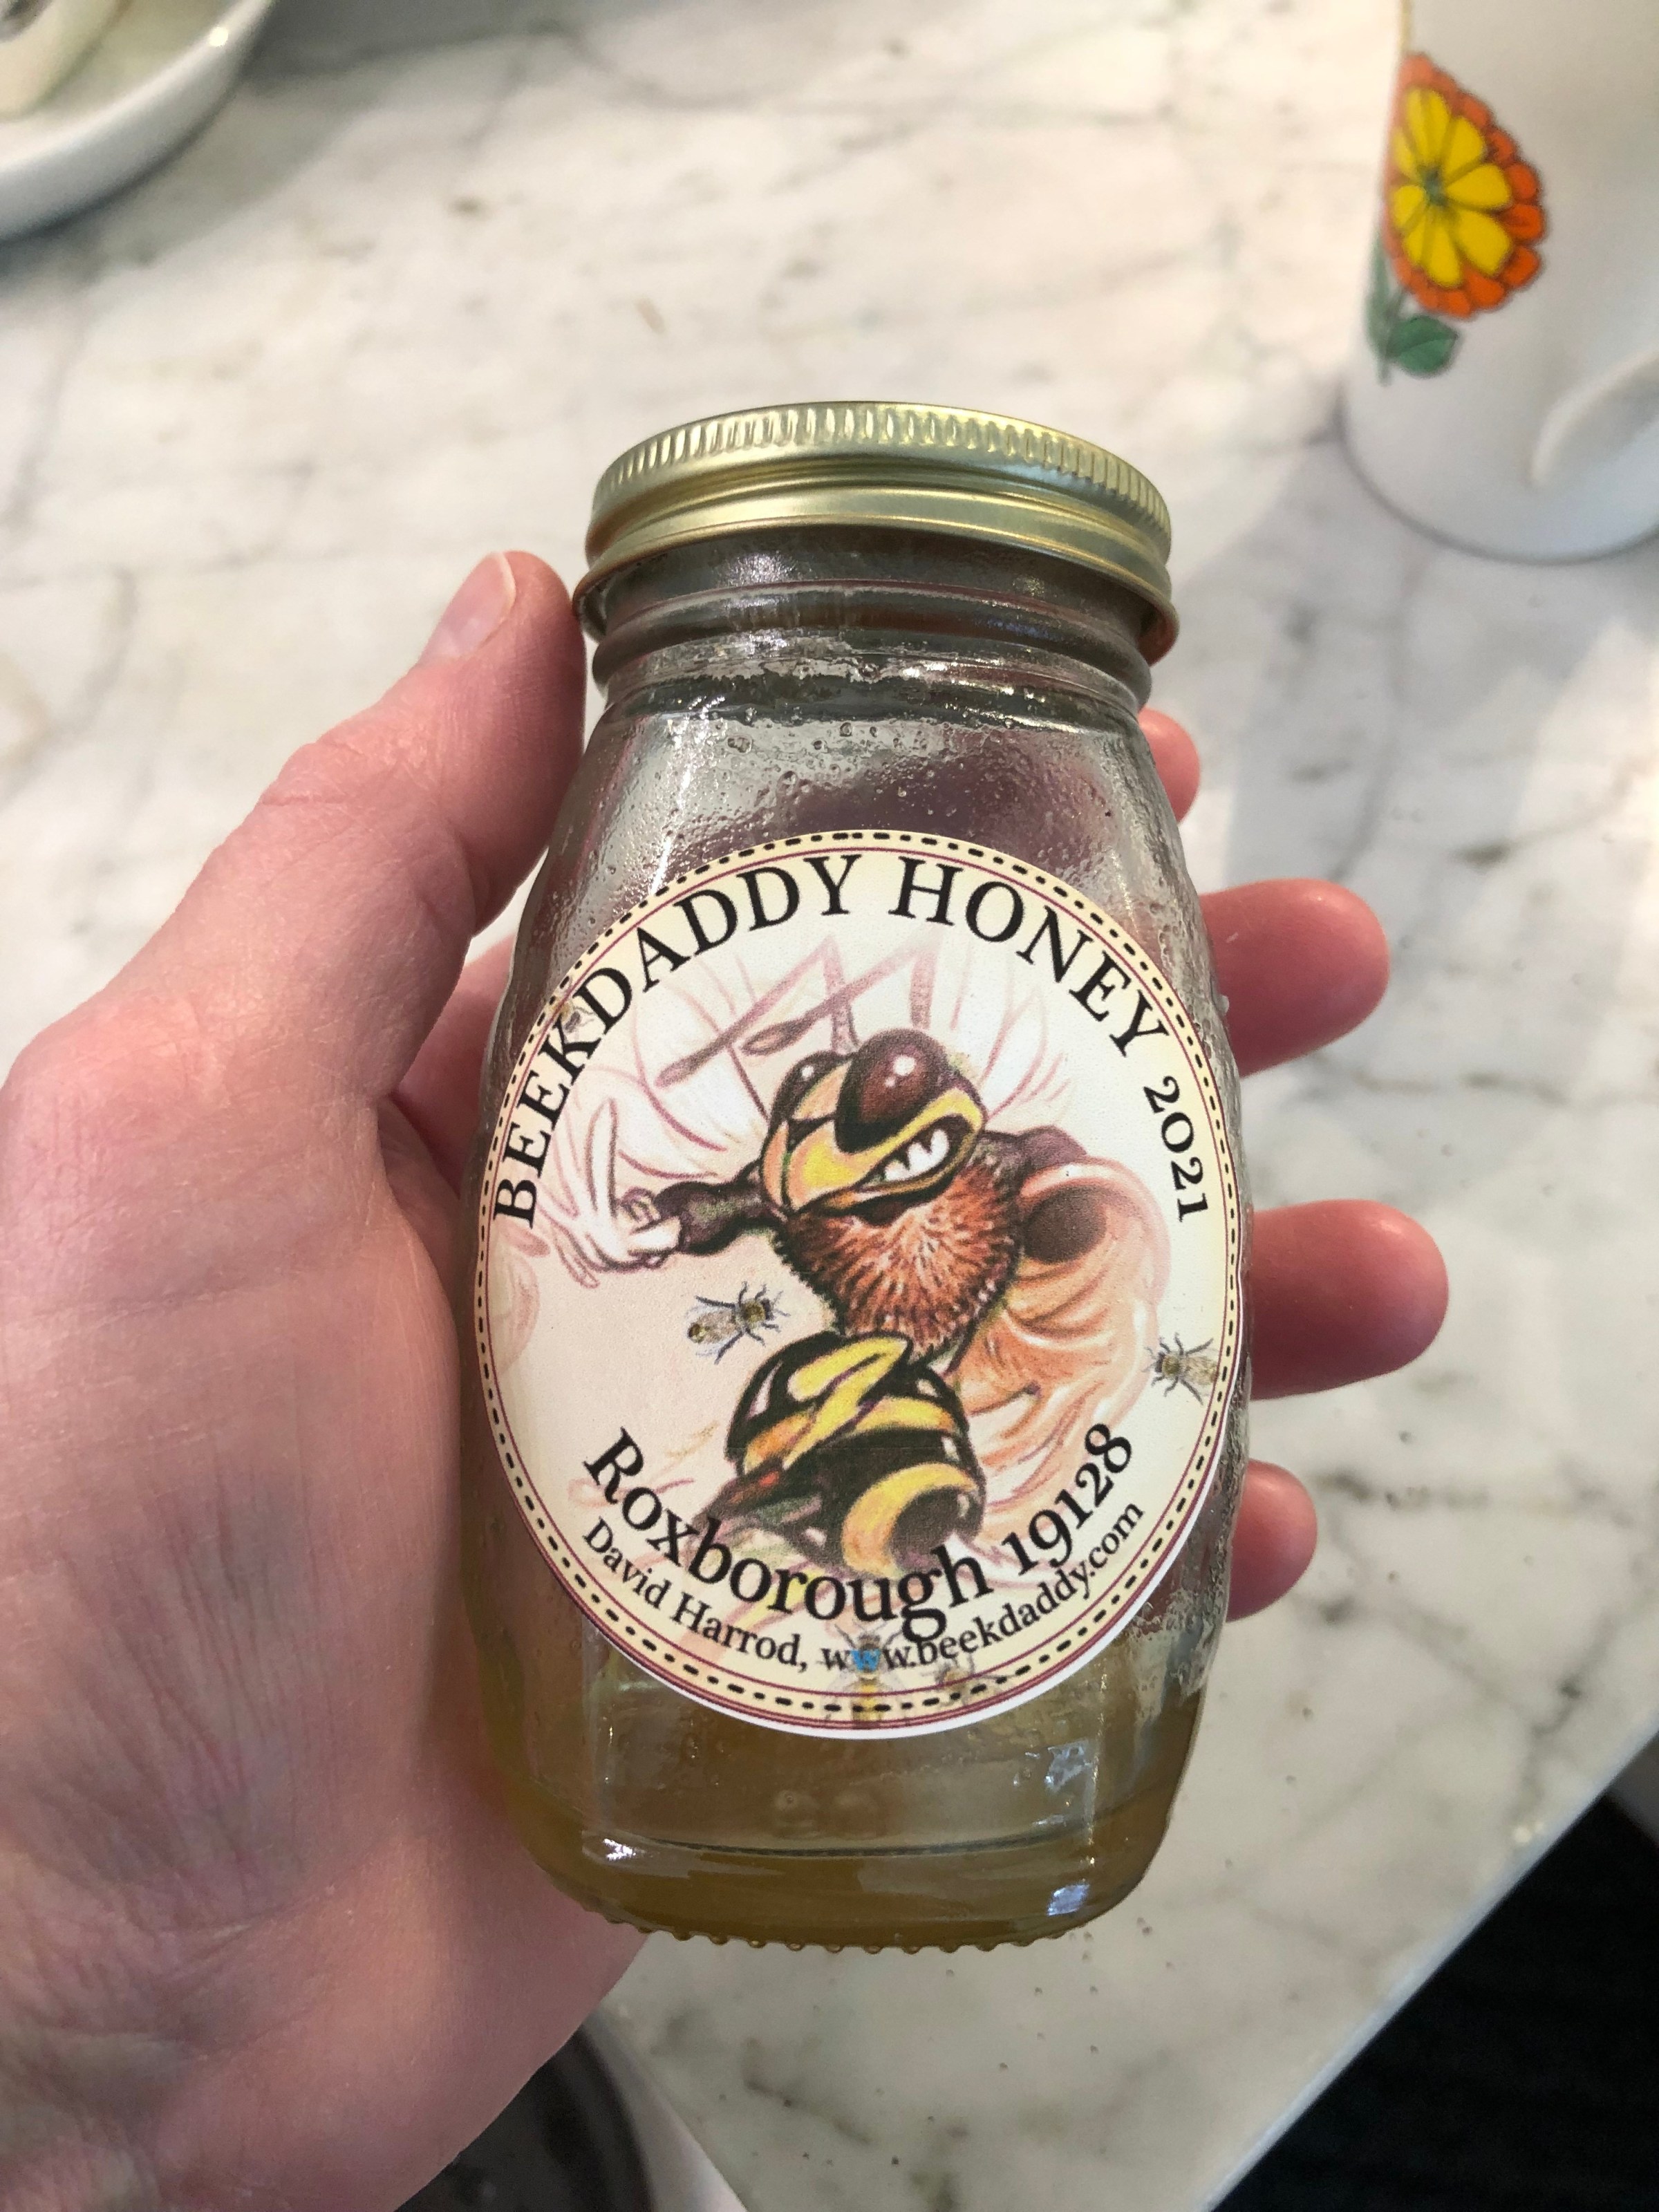 BEEKDADDY HONEY 2021
Roxborough 19128
David Harrod, www.beekdaddy.com